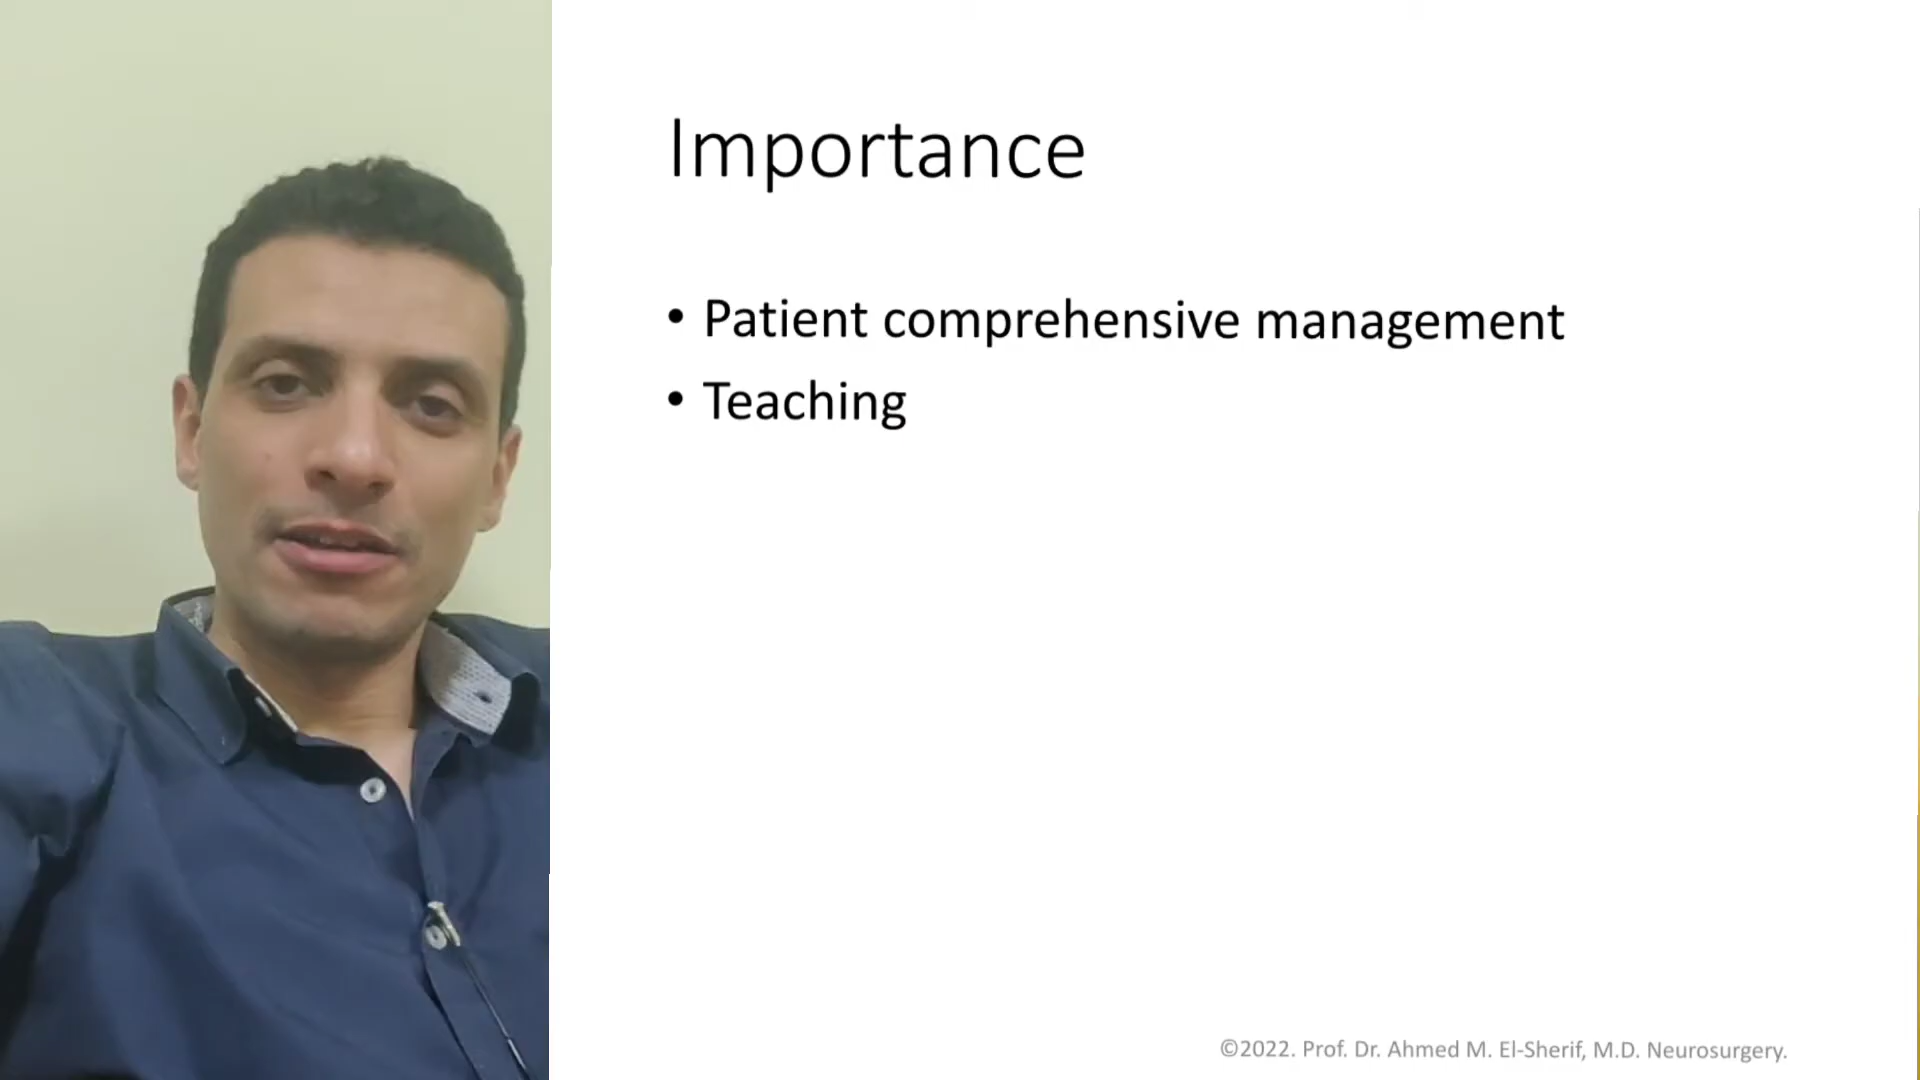 Importance
• Patient comprehensive management
• Teaching
©2022. Prof. Dr. Ahmed M. El-Sherif, M.D. Neurosurgery.